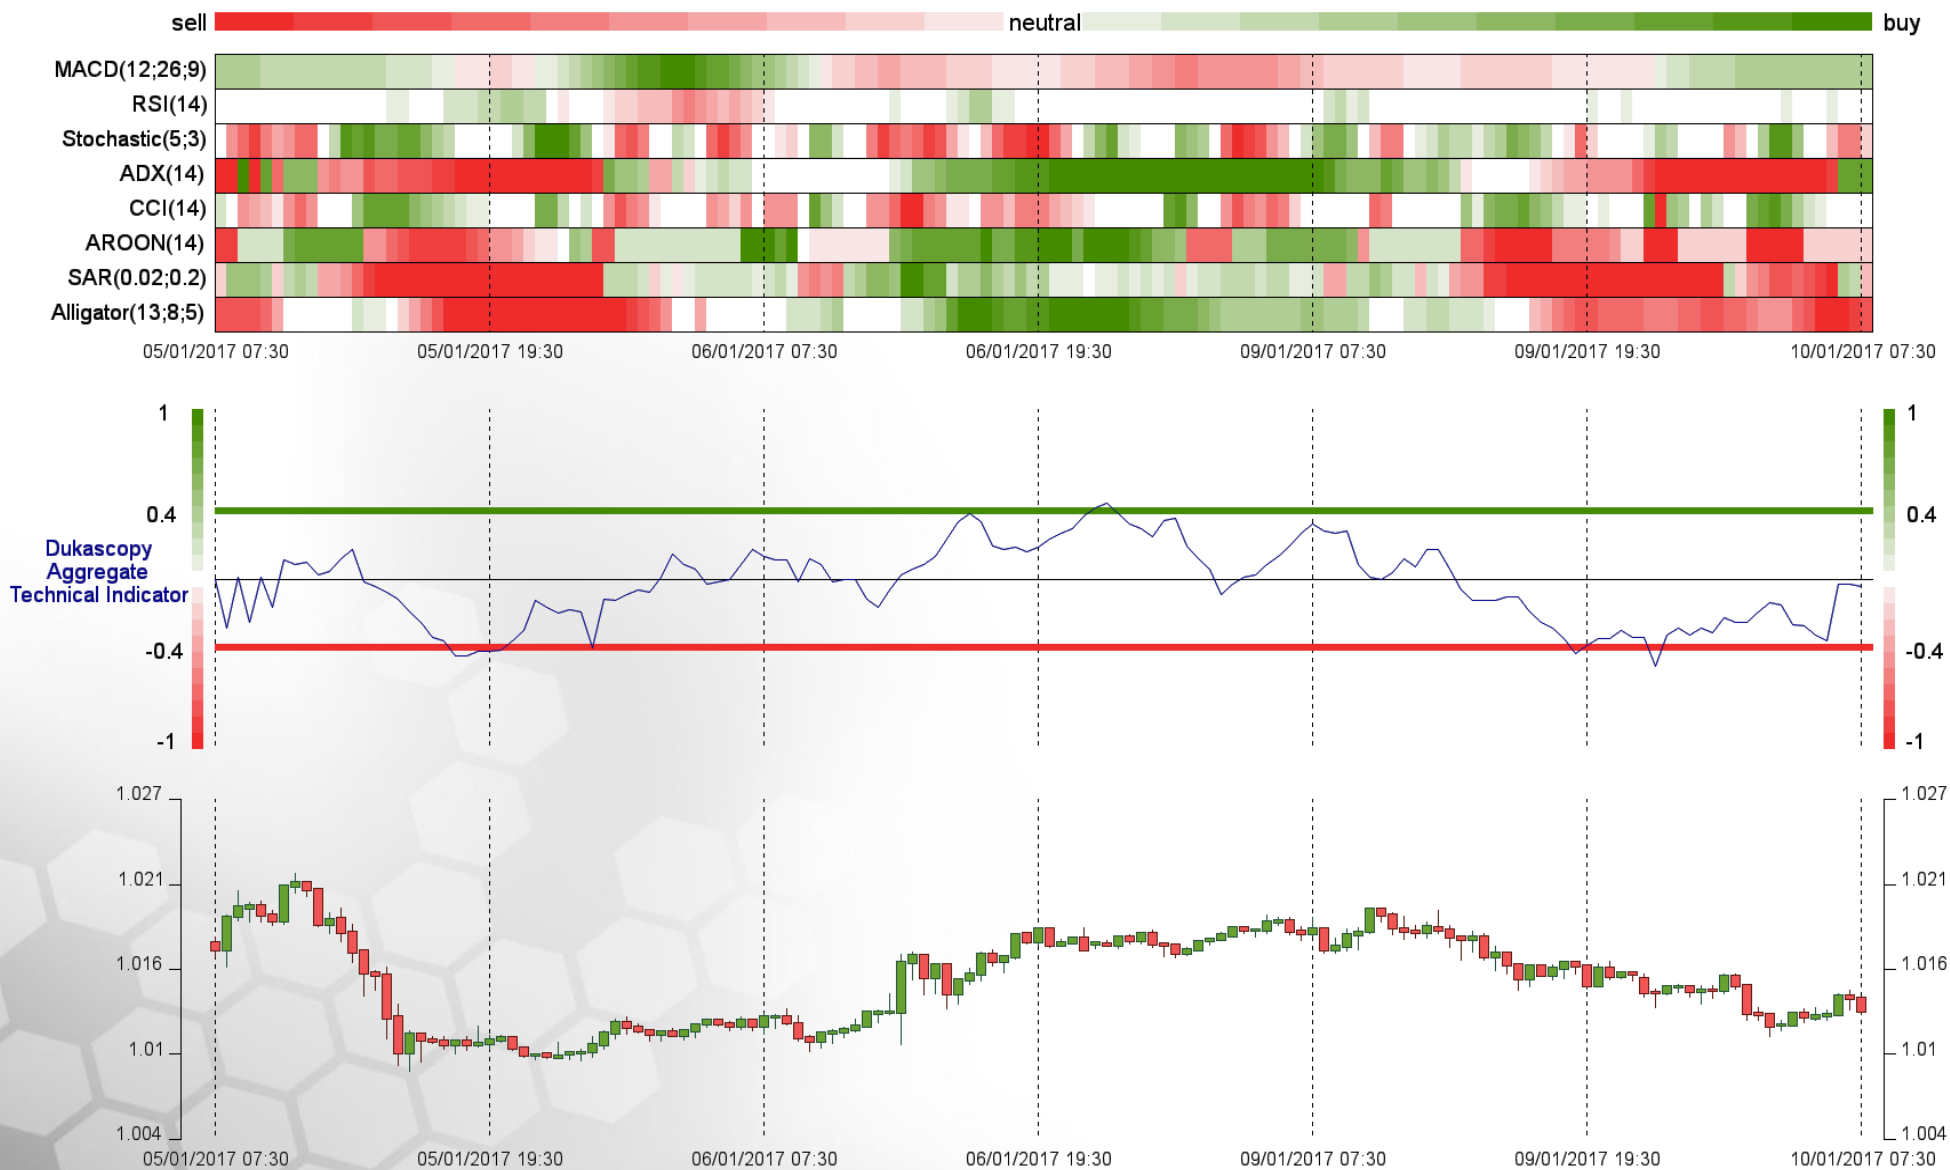 sell neutral buy
MACD(12;26;9)
RSI(14)
Stochastic(5;3)
ADX(14)
CCI(14)
AROON(14)
SAR(0.02;0.2)
Alligator(13;8;5)
05/01/2017 07:30 05/01/2017 19:30 06/01/2017 07:30 06/01/2017 19:30 09/01/2017 07:30 09/01/2017 19:30 10/01/2017 07:30
1 1
0.4 0.4
Dukascopy
Aggregate
Technical Indicator
-0.4 -0.4
-1 -1
1.027 1.027
1.021 1.021
1.016 1.016
1.01 1.01
1.004 1.004
05/01/2017 07:30 05/01/2017 19:30 06/01/2017 07:30 06/01/2017 19:30 09/01/2017 07:30 09/01/2017 19:30 10/01/2017 07:30